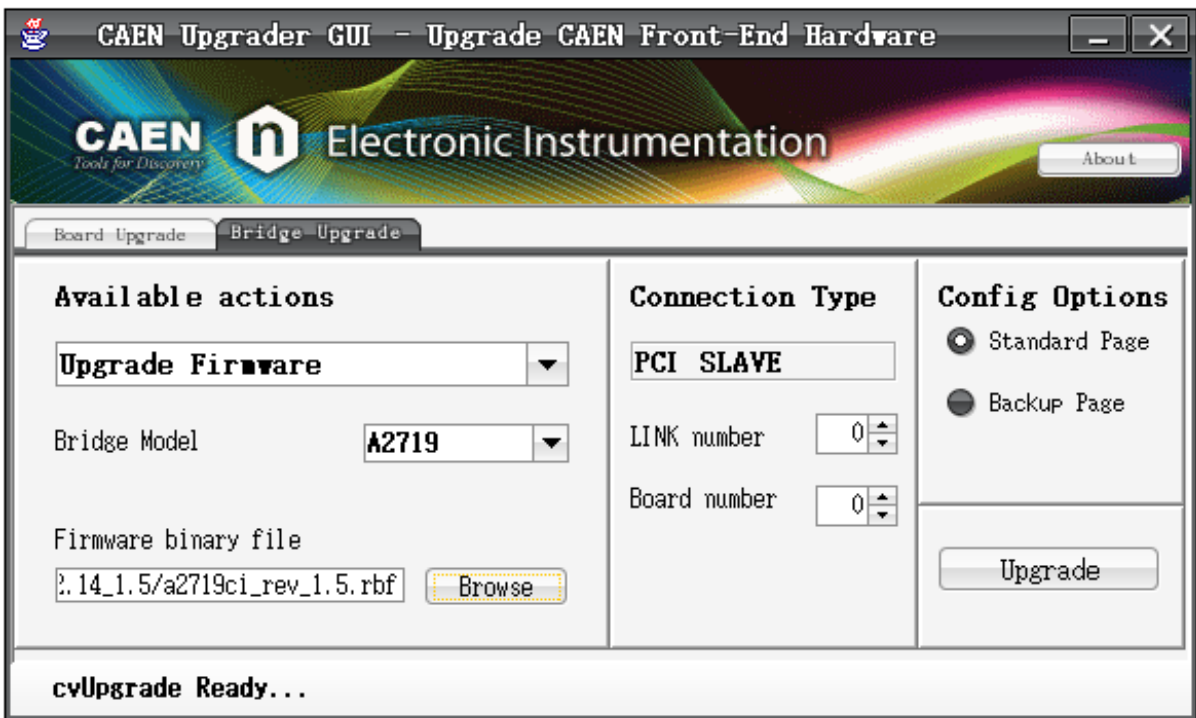 CAEN Upgrader GUI - Upgrade CAEN Front-End Hardware
CAEN
Tools for Discovery
n
Electronic Instrumentation
About
Board Upgrade
Bridge Upgrade
Available actions
Upgrade Firmware
Bridge Model
A2719
Firmware binary file
2.14_1.5/a2719ci_rev_1.5.rbf
Browse
Connection Type
PCI SLAVE
LINK number
0
Board number
0
Config Options
Standard Page
Backup Page
Upgrade
cvUpgrade Ready...